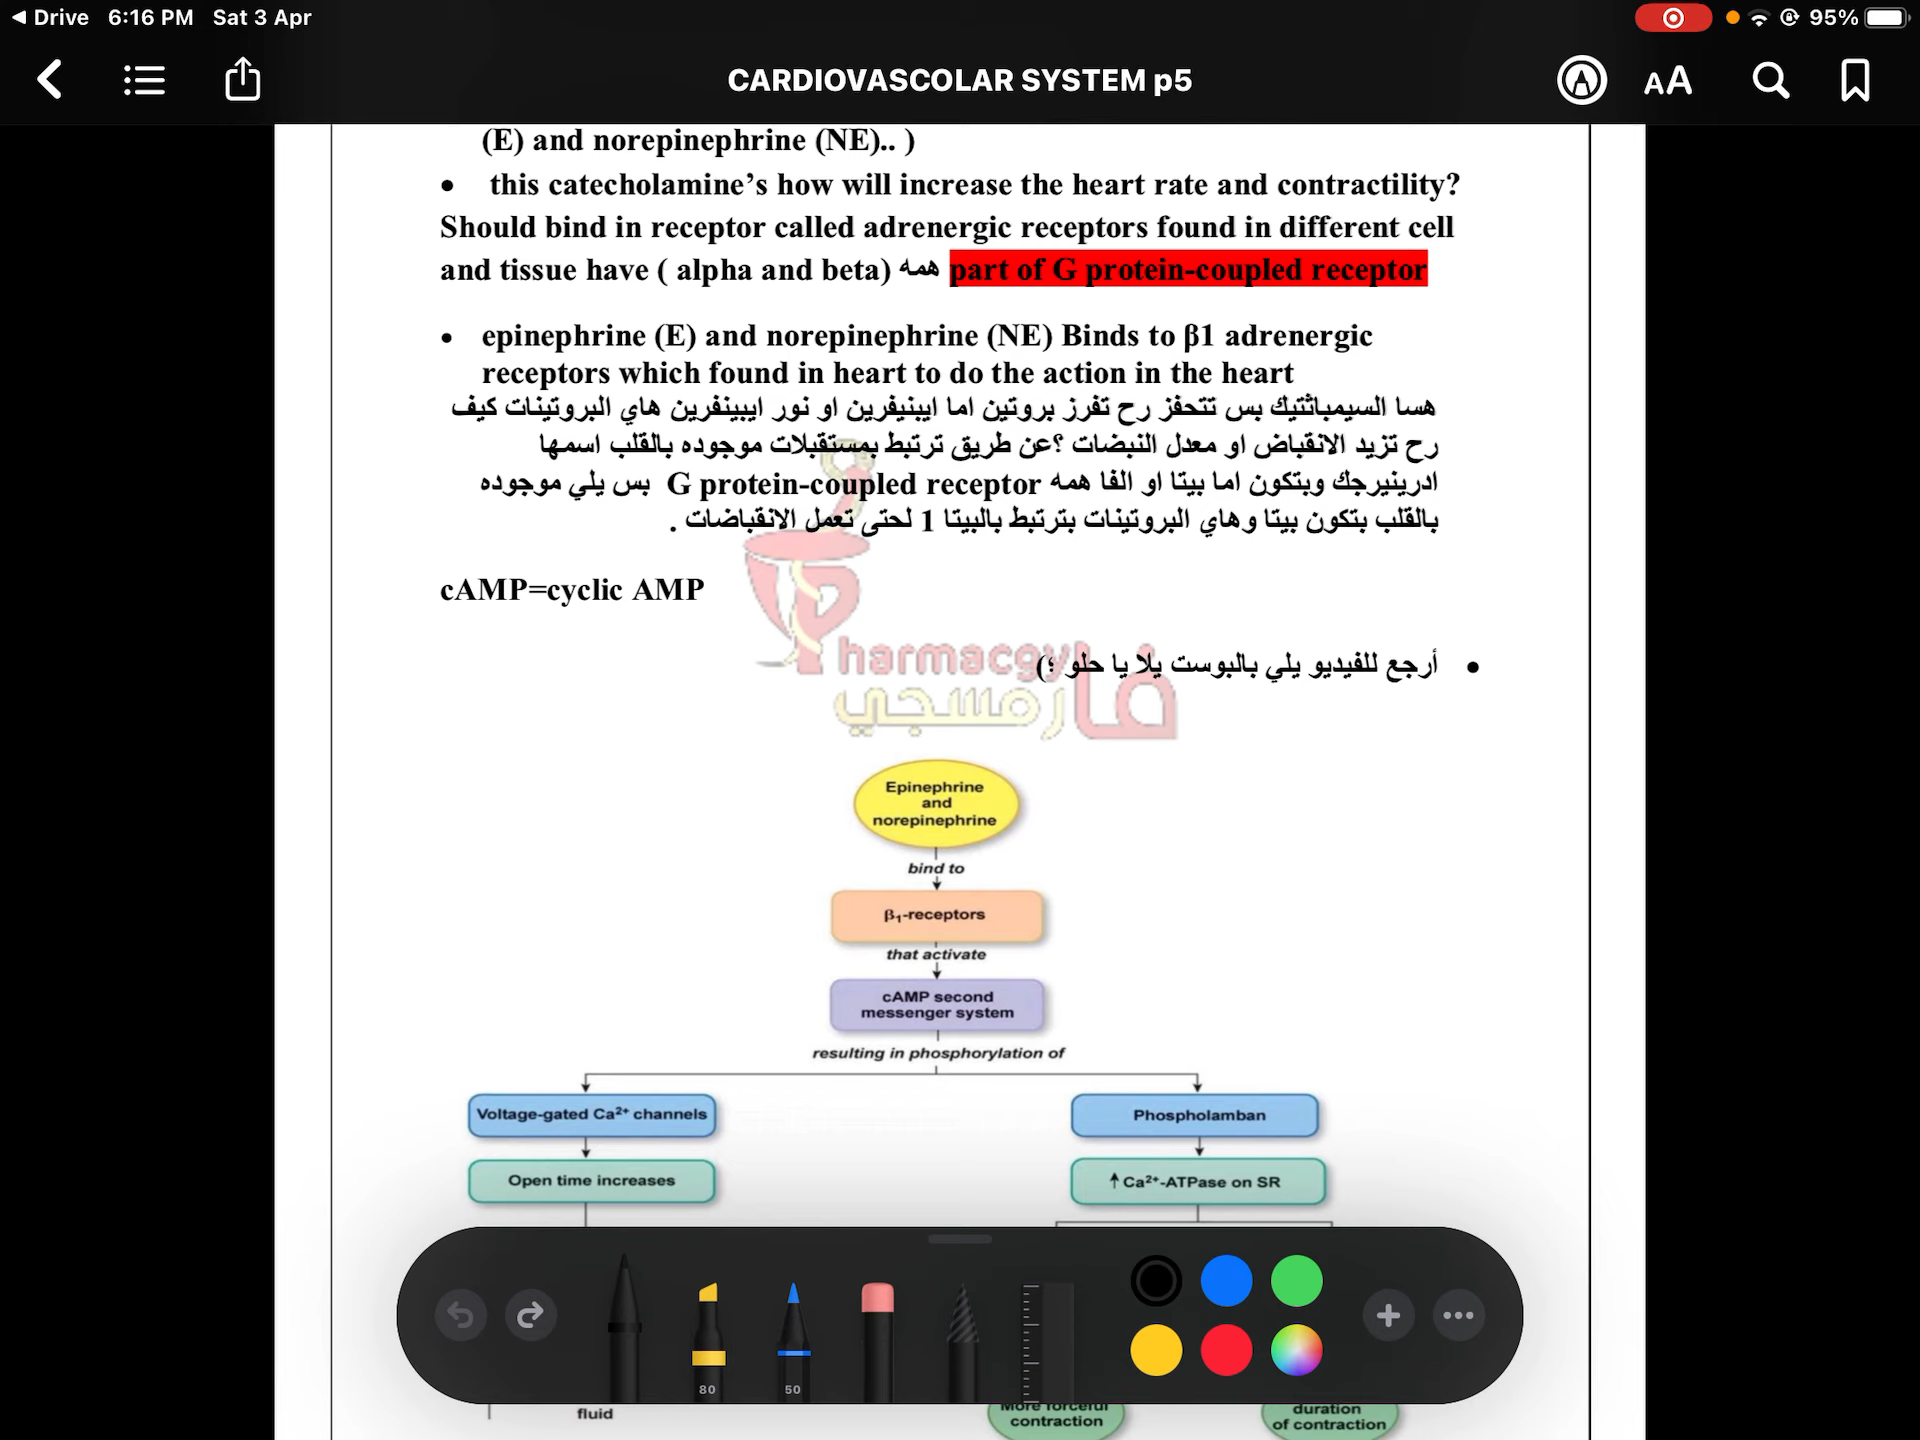 Drive 6:16 PM Sat 3 Apr
95%
CARDIOVASCOLAR SYSTEM p5
AA
(E) and norepinephrine (NE).. )
• this catecholamine’s how will increase the heart rate and contractility?
Should bind in receptor called adrenergic receptors found in different cell
and tissue have ( alpha and beta) همه part of G protein-coupled receptor
• epinephrine (E) and norepinephrine (NE) Binds to β1 adrenergic
receptors which found in heart to do the action in the heart
هسا السيمباثتيك بس تتحفز رح تفرز بروتين اما ايبنيفرين او نور ايبينفرين هاي البروتينات كيف
رح تزيد الانقباض او معدل النبضات ؟عن طريق ترتبط بمستقبلات موجوده بالقلب اسمها
ادرينيرجك وبتكون اما بيتا او الفا همه G protein-coupled receptor بس يلي موجوده
بالقلب بتكون بيتا وهاي البروتينات بترتبط بالبيتا 1 لحتى تعمل الانقباضات .
cAMP=cyclic AMP
• أرجع للفيديو يلي بالبوست يلا يا حلو ؛)
harmacgy
فارمسجي
Epinephrine
and
norepinephrine
bind to
β₁-receptors
that activate
cAMP second
messenger system
resulting in phosphorylation of
Voltage-gated Ca²⁺ channels
Phospholamban
Open time increases
↑Ca²⁺-ATPase on SR
80
50
fluid
More forceful
contraction
duration
of contraction